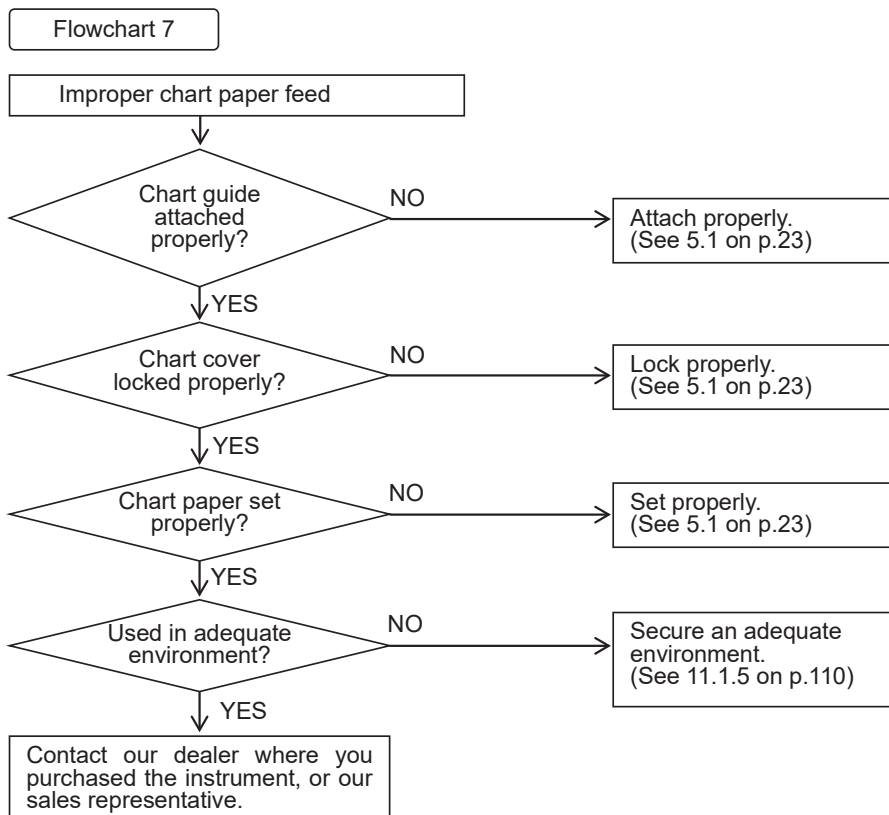 Flowchart 7
Improper chart paper feed
Chart guide
attached
properly?
NO
Attach properly.
(See 5.1 on p.23)
YES
Chart cover
locked properly?
NO
Lock properly.
(See 5.1 on p.23)
YES
Chart paper set
properly?
NO
Set properly.
(See 5.1 on p.23)
YES
Used in adequate
environment?
NO
Secure an adequate
environment.
(See 11.1.5 on p.110)
YES
Contact our dealer where you
purchased the instrument, or our
sales representative.